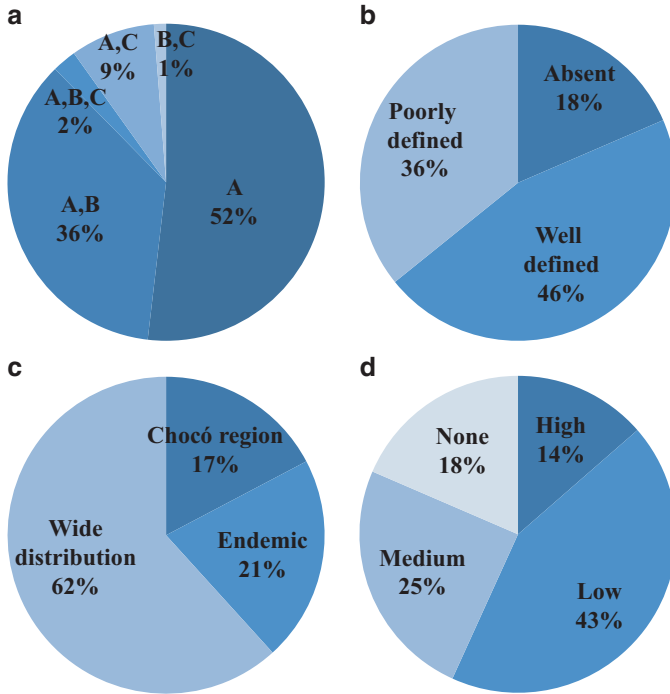 a
A,C
9%
B,C
1%
A,B,C
2%
A,B
36%
A
52%
b
Absent
18%
Poorly
defined
36%
Well
defined
46%
c
Chocó region
17%
Wide
distribution
62%
Endemic
21%
d
None
18%
High
14%
Medium
25%
Low
43%